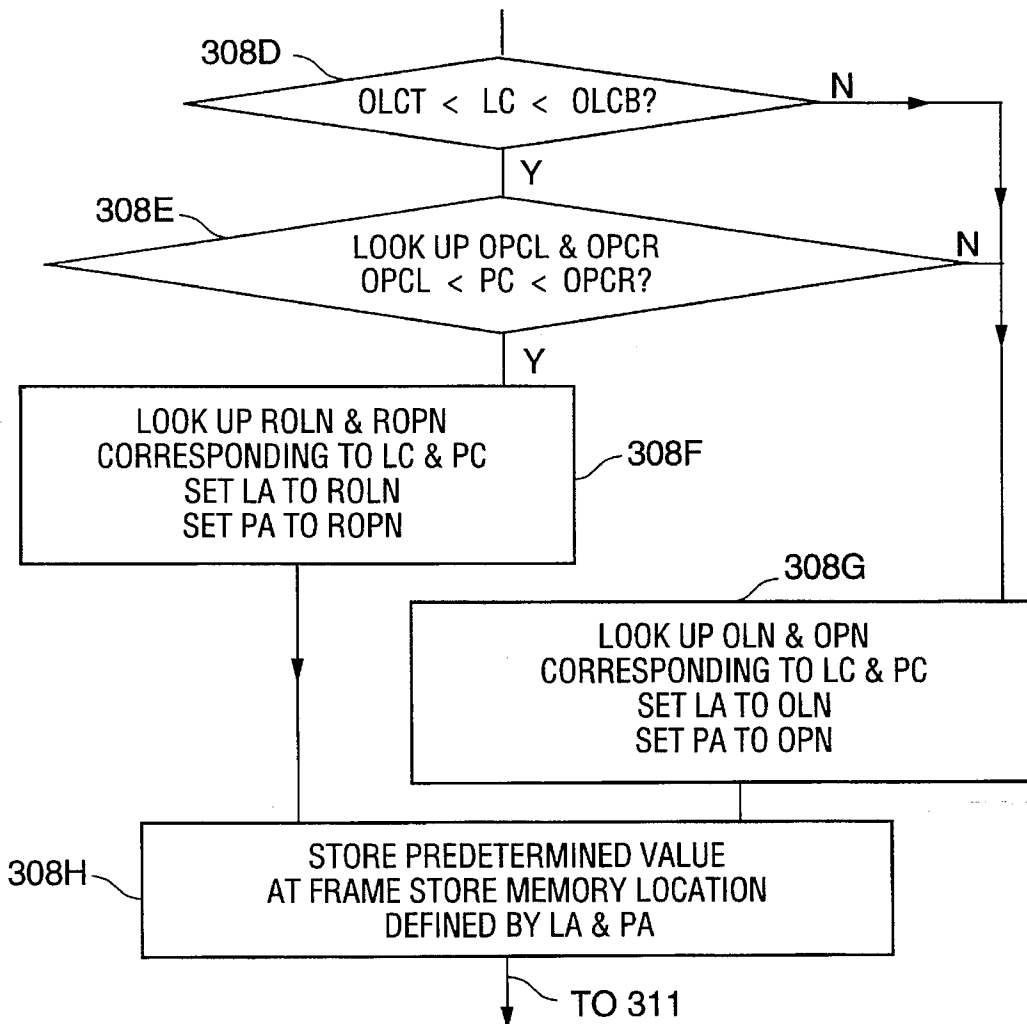 308D
OLCT < LC < OLCB?
N
Y
308E
LOOK UP OPCL & OPCR
OPCL < PC < OPCR?
N
Y
LOOK UP ROLN & ROPN
CORRESPONDING TO LC & PC
SET LA TO ROLN
SET PA TO ROPN
308F
308G
LOOK UP OLN & OPN
CORRESPONDING TO LC & PC
SET LA TO OLN
SET PA TO OPN
308H
STORE PREDETERMINED VALUE
AT FRAME STORE MEMORY LOCATION
DEFINED BY LA & PA
TO 311